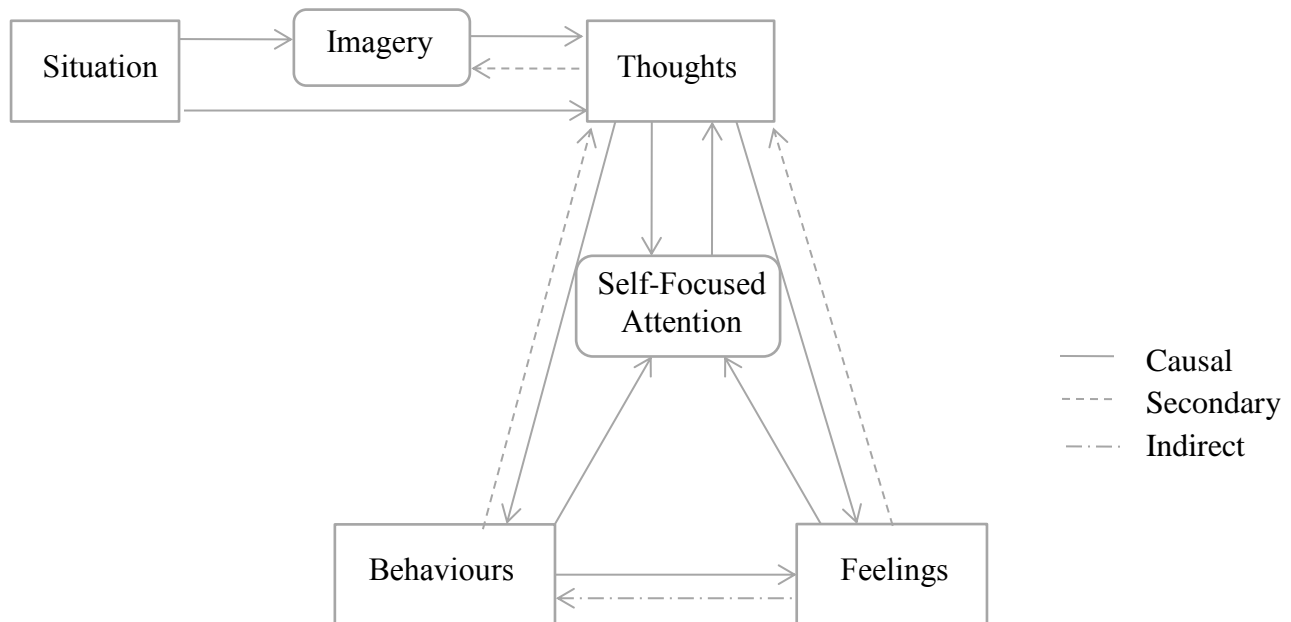 Situation
Imagery
Thoughts
Self-Focused
Attention
Causal
Secondary
Indirect
Behaviours
Feelings